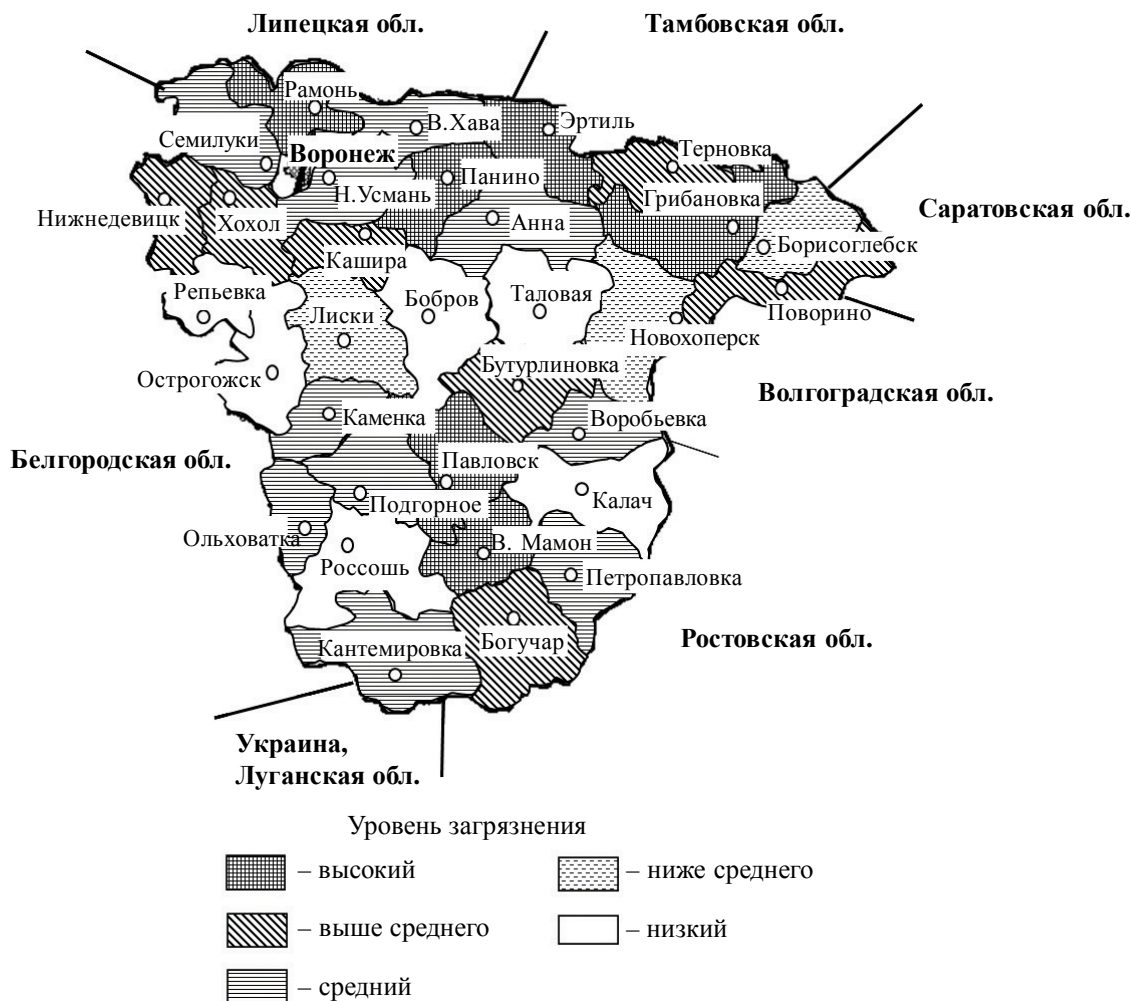 Липецкая обл.
Тамбовская обл.
Рамонь
В.Хава
Эртиль
Семилуки
Воронеж
Терновка
Панино
Н.Усмань
Грибановка
Нижнедевицк
Хохол
Анна
Саратовская обл.
Борисоглебск
Кашира
Репьевка
Бобров
Таловая
Поворино
Лиски
Новохоперск
Острогожск
Бутурлиновка
Волгоградская обл.
Каменка
Воробьевка
Белгородская обл.
Павловск
Калач
Подгорное
Ольховатка
В. Мамон
Россошь
Петропавловка
Богучар
Ростовская обл.
Кантемировка
Украина,
Луганская обл.
Уровень загрязнения
– высокий
– ниже среднего
– выше среднего
– низкий
– средний